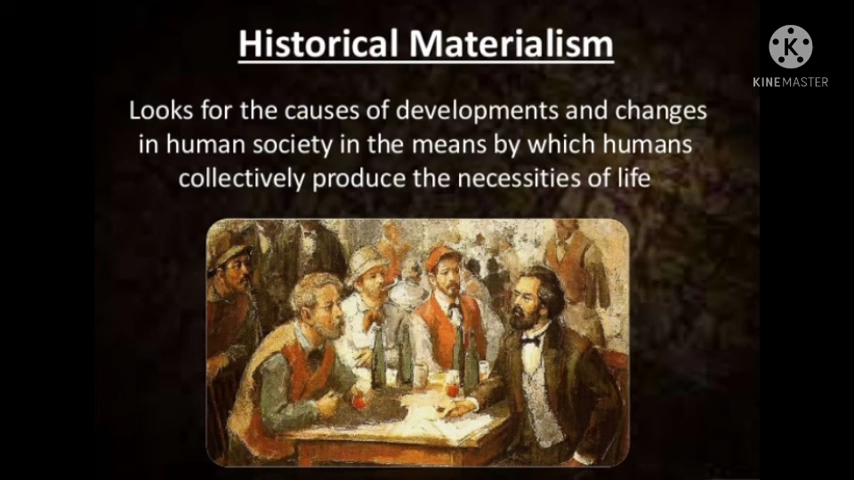 Historical Materialism
KINEMASTER
Looks for the causes of developments and changes
in human society in the means by which humans
collectively produce the necessities of life